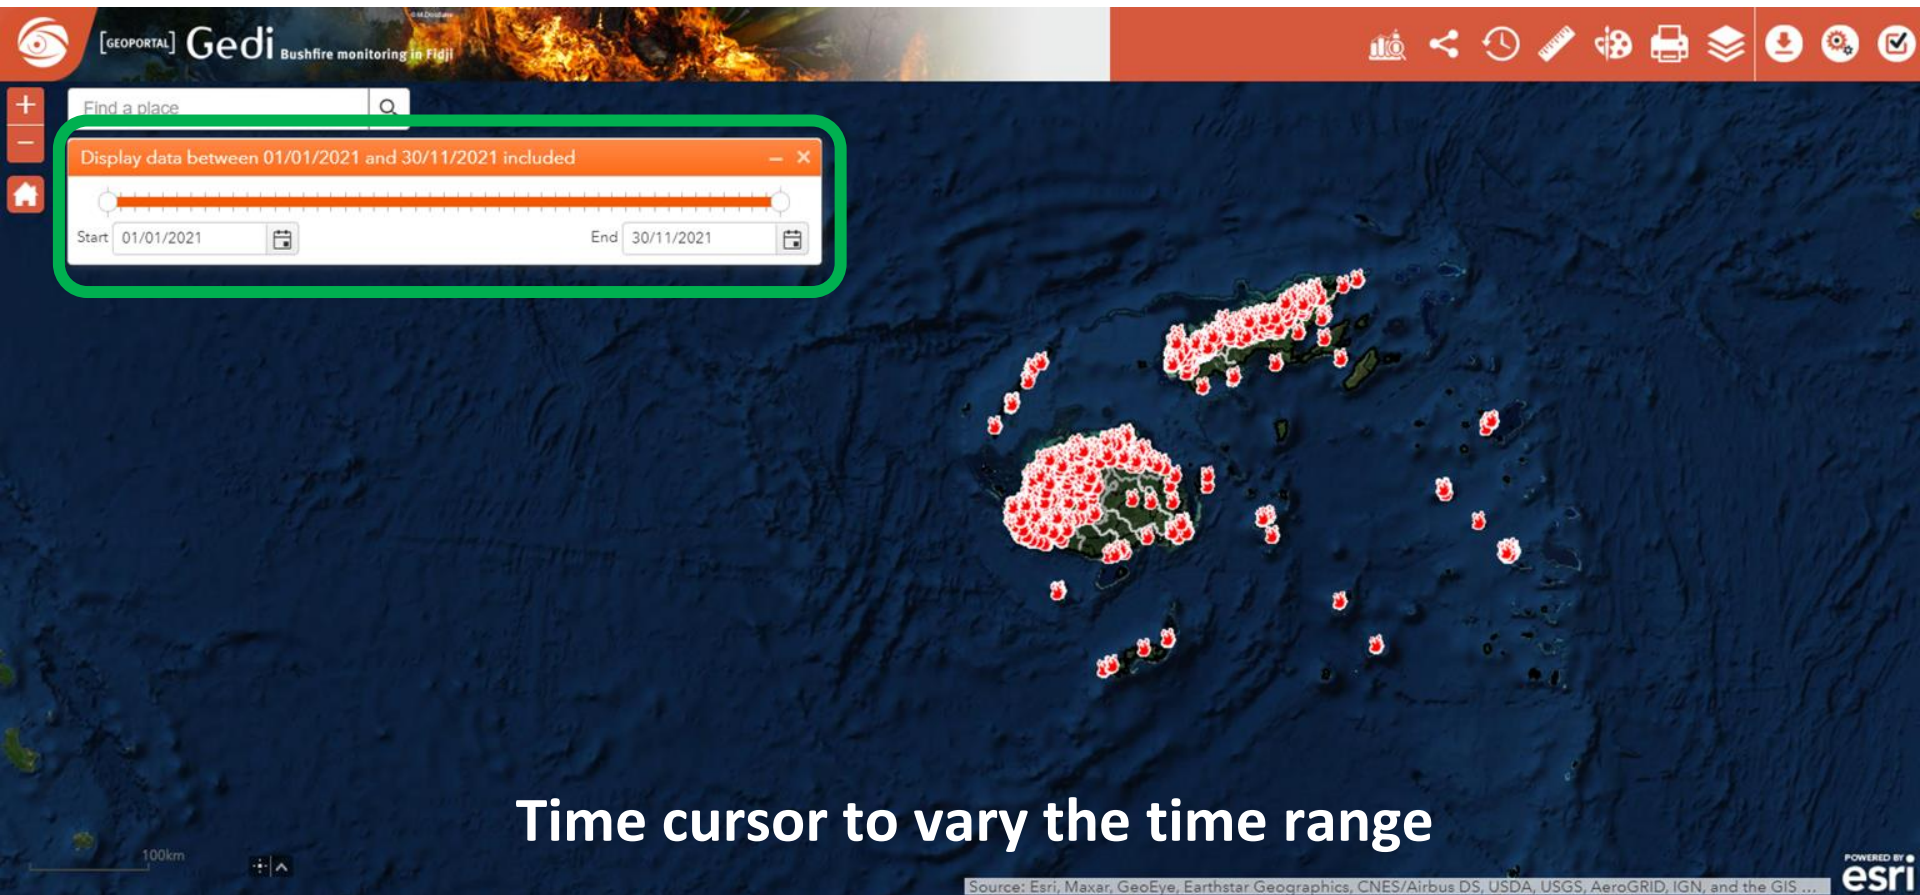 ©M.Dosdane
[GEOPORTAL] Gedi Bushfire monitoring in Fidji
Find a place
Display data between 01/01/2021 and 30/11/2021 included
Start 01/01/2021 End 30/11/2021
Time cursor to vary the time range
100km
POWERED BY
esri
Source: Esri, Maxar, GeoEye, Earthstar Geographics, CNES/Airbus DS, USDA, USGS, AeroGRID, IGN, and the GIS ...